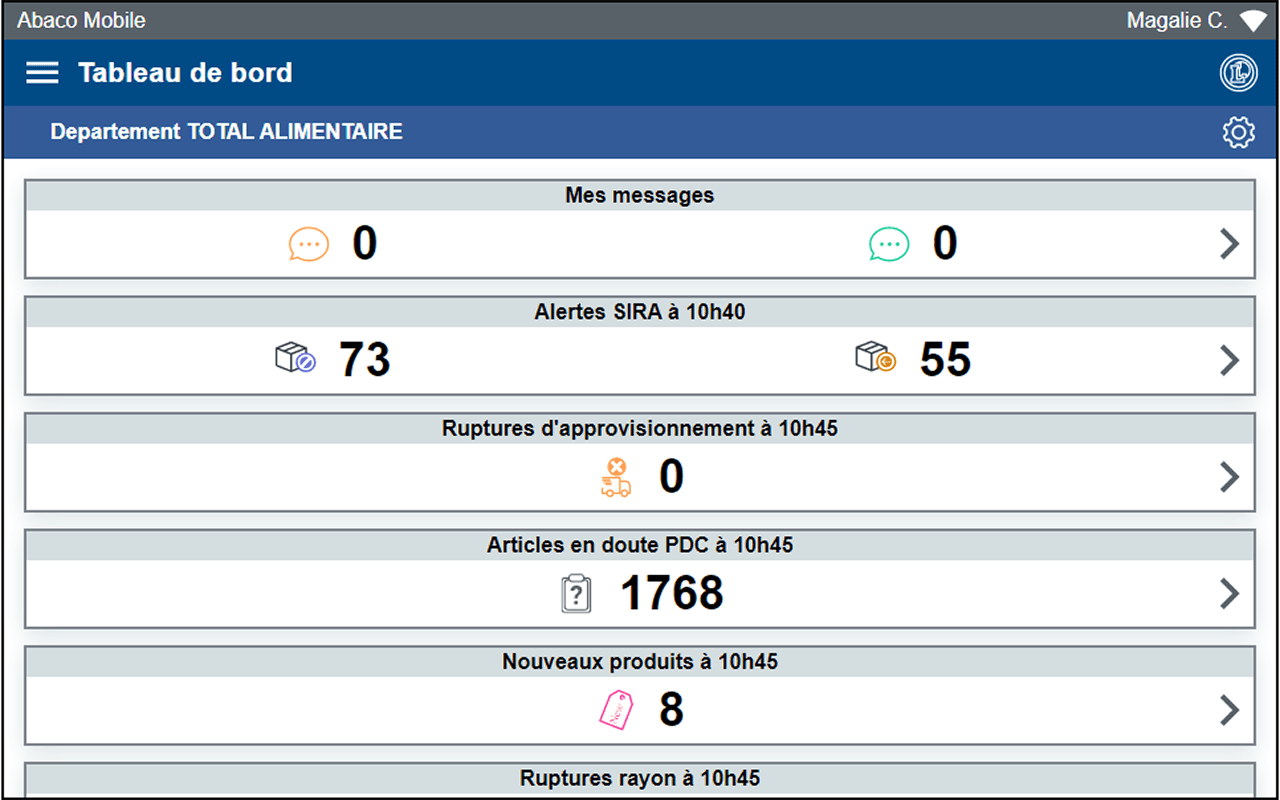 Abaco Mobile
Magalie C.
Tableau de bord
Departement TOTAL ALIMENTAIRE
Mes messages
0 0
Alertes SIRA à 10h40
73 55
Ruptures d'approvisionnement à 10h45
0
Articles en doute PDC à 10h45
? 1768
Nouveaux produits à 10h45
New 8
Ruptures rayon à 10h45